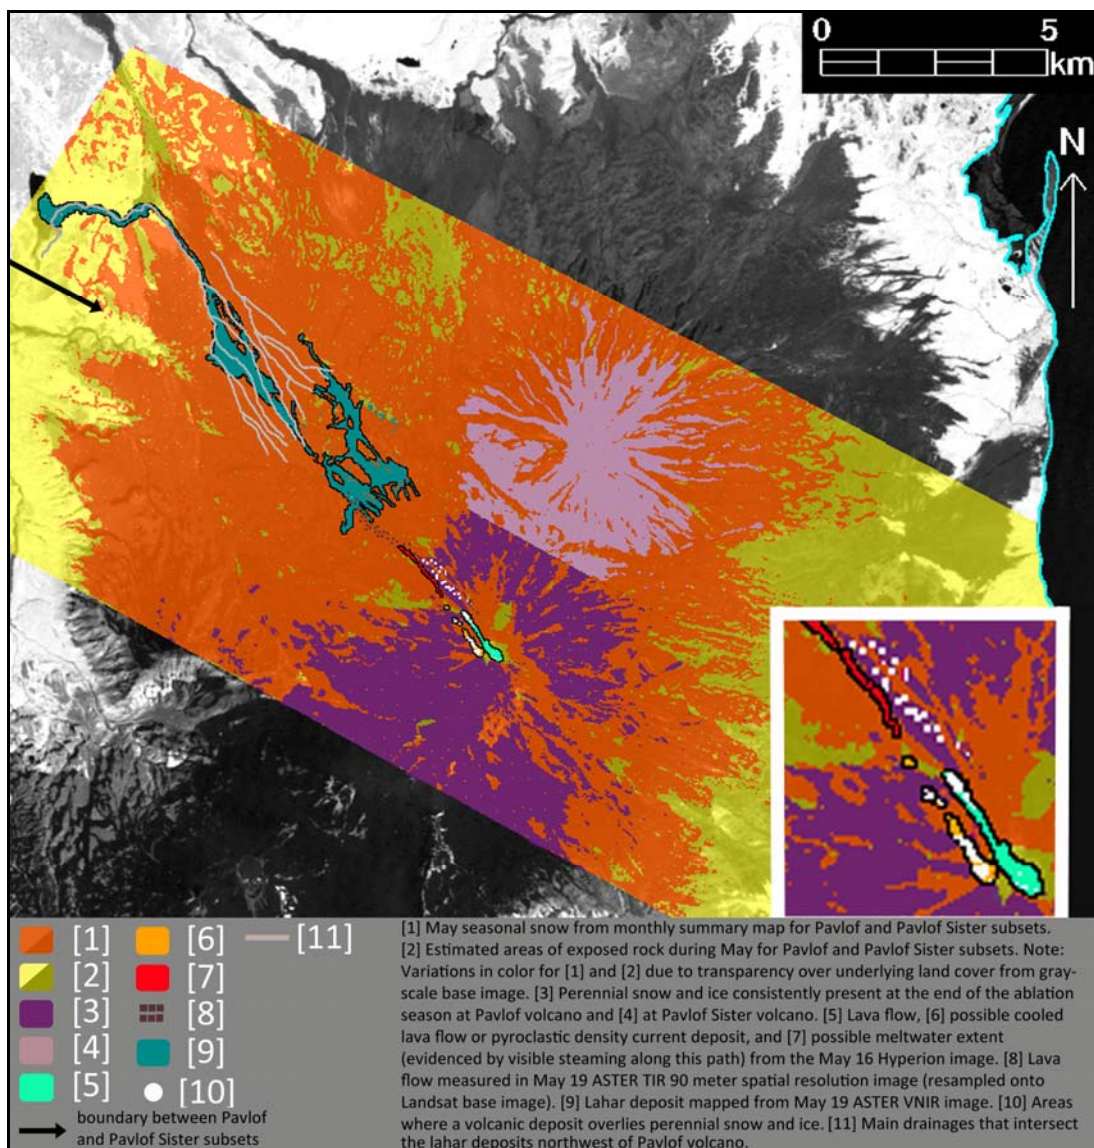 0 5
km
N
[1] [6] [11]
[2] [7]
[3] [8]
[4] [9]
[5] [10]
boundary between Pavlof
and Pavlof Sister subsets
[1] May seasonal snow from monthly summary map for Pavlof and Pavlof Sister subsets.
[2] Estimated areas of exposed rock during May for Pavlof and Pavlof Sister subsets. Note:
Variations in color for [1] and [2] due to transparency over underlying land cover from gray-
scale base image. [3] Perennial snow and ice consistently present at the end of the ablation
season at Pavlof volcano and [4] at Pavlof Sister volcano. [5] Lava flow, [6] possible cooled
lava flow or pyroclastic density current deposit, and [7] possible meltwater extent
(evidenced by visible steaming along this path) from the May 16 Hyperion image. [8] Lava
flow measured in May 19 ASTER TIR 90 meter spatial resolution image (resampled onto
Landsat base image). [9] Lahar deposit mapped from May 19 ASTER VNIR image. [10] Areas
where a volcanic deposit overlies perennial snow and ice. [11] Main drainages that intersect
the lahar deposits northwest of Pavlof volcano.